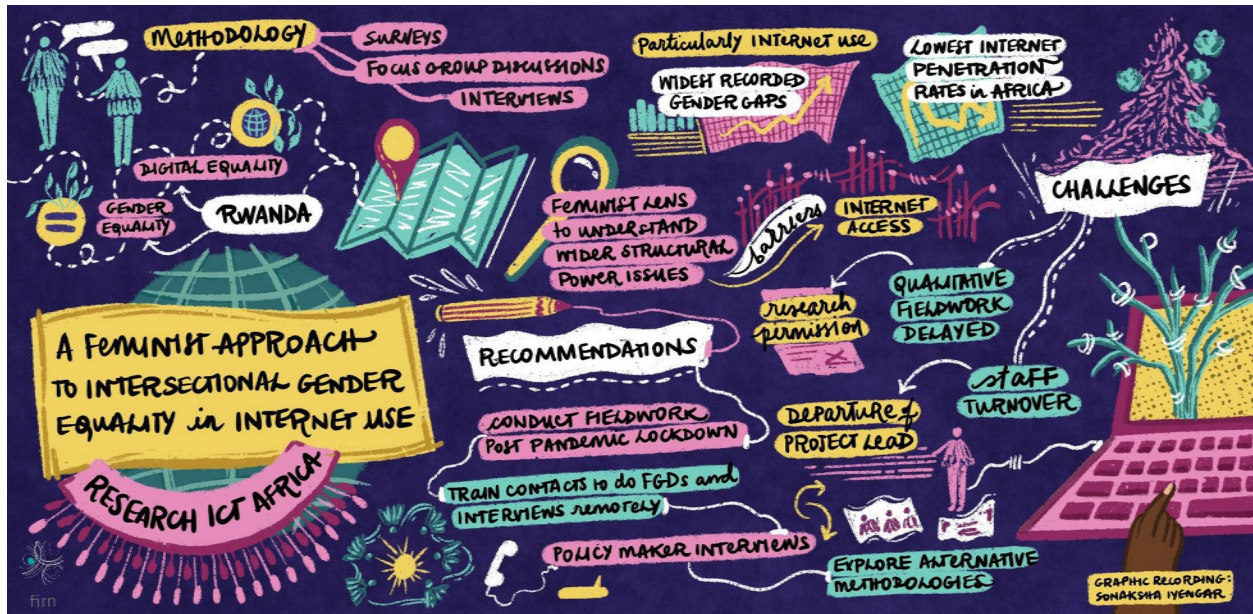 METHODOLOGY
SURVEYS
FOCUS GROUP DISCUSSIONS
INTERVIEWS
DIGITAL EQUALITY
GENDER
EQUALITY
RWANDA
Particularly INTERNET USE
WIDEST RECORDED
GENDER GAPS
LOWEST INTERNET
PENETRATION
RATES in AFRICA
FEMINIST LENS
to UNDERSTAND
WIDER STRUCTURAL
POWER ISSUES
barriers
INTERNET
ACCESS
CHALLENGES
QUALITATIVE
FIELDWORK
DELAYED
research
permission
staff
TURNOVER
DEPARTURE of
PROJECT LEAD
A FEMINIST APPROACH
TO INTERSECTIONAL GENDER
EQUALITY in INTERNET USE
RESEARCH ICT AFRICA
RECOMMENDATIONS
CONDUCT FIELDWORK
POST PANDEMIC LOCKDOWN
TRAIN CONTACTS to do FGDs and
INTERVIEWS remotely
POLICY MAKER INTERVIEWS
EXPLORE ALTERNATIVE
METHODOLOGIES
firn
GRAPHIC RECORDING:
SONAKSHA IYENGAR